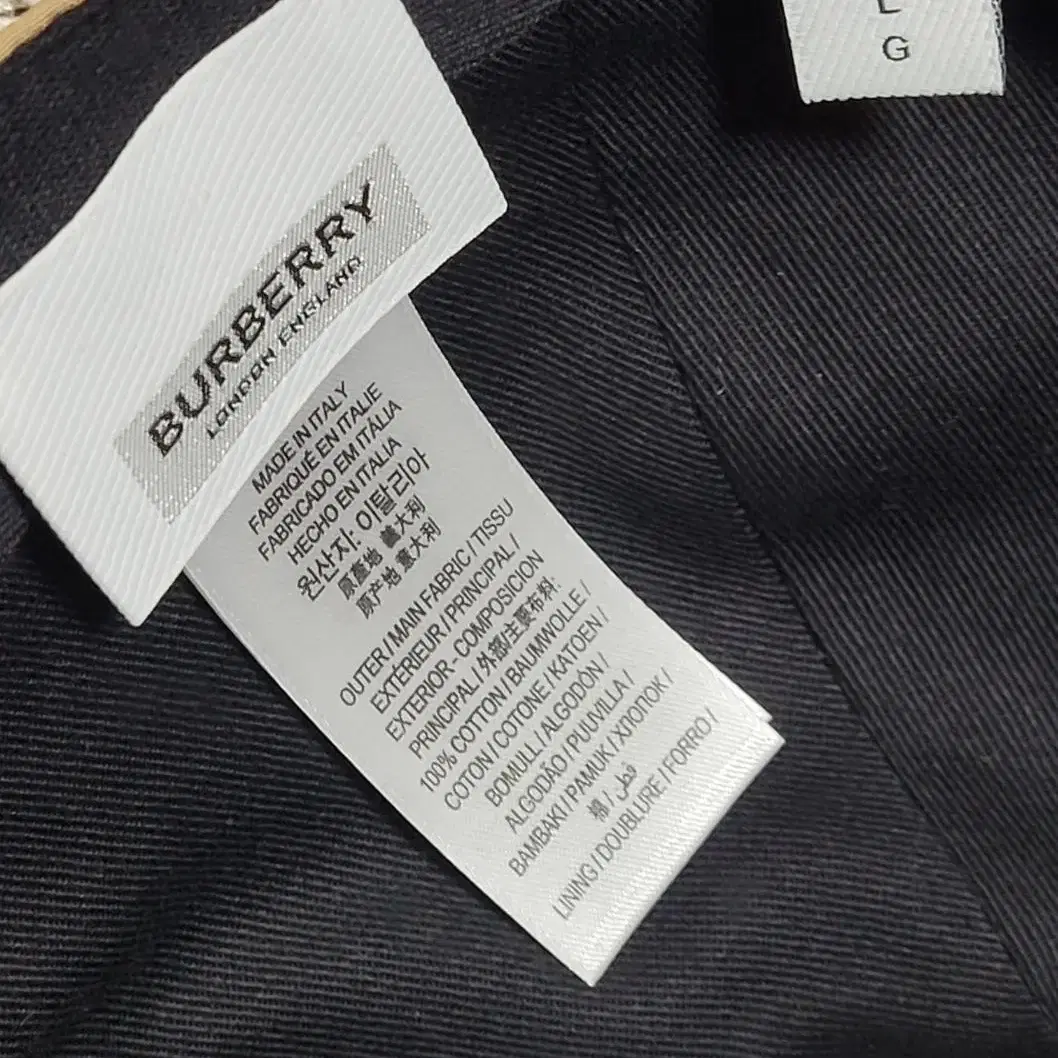 L
G
BURBERRY
LONDON ENGLAND
MADE IN ITALY
FABRIQUÉ EN ITALIE
FABRICADO EM ITÁLIA
HECHO EN ITALIA
원산지: 이탈리아
原産地 義大利
原产地 意大利
OUTER / MAIN FABRIC / TISSU
EXTÉRIEUR / PRINCIPAL /
EXTERIOR - COMPOSICION
PRINCIPAL / 外部/主要布料:
100% COTTON / BAUMWOLLE /
COTON / COTONE / KATOEN /
BOMULL / ALGODÓN /
ALGODÃO / PUUVILLA /
BAMBAKI / PAMUK / ХЛОПОК /
棉 / قطن
LINING / DOUBLURE / FORRO /